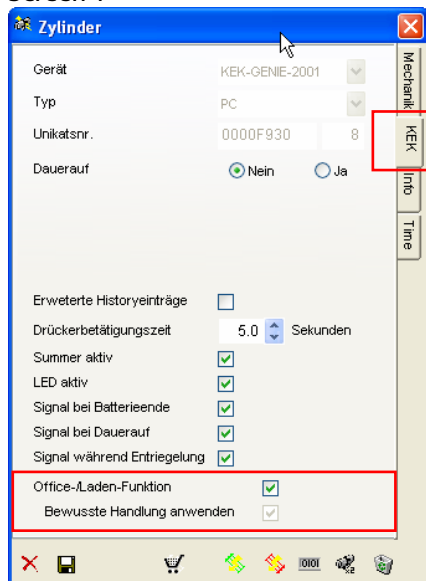 Zylinder
Gerät KEK-GENIE-2001
Typ PC
Unikatsnr. 0000F930 8
Dauerauf Nein Ja
Erweterte Historyeinträge
Drückerbetätigungszeit 5.0 Sekunden
Summer aktiv
LED aktiv
Signal bei Batterieende
Signal bei Dauerauf
Signal während Entriegelung
Office-/Laden-Funktion
Bewusste Handlung anwenden
Mechanik
KEK
Info
Time